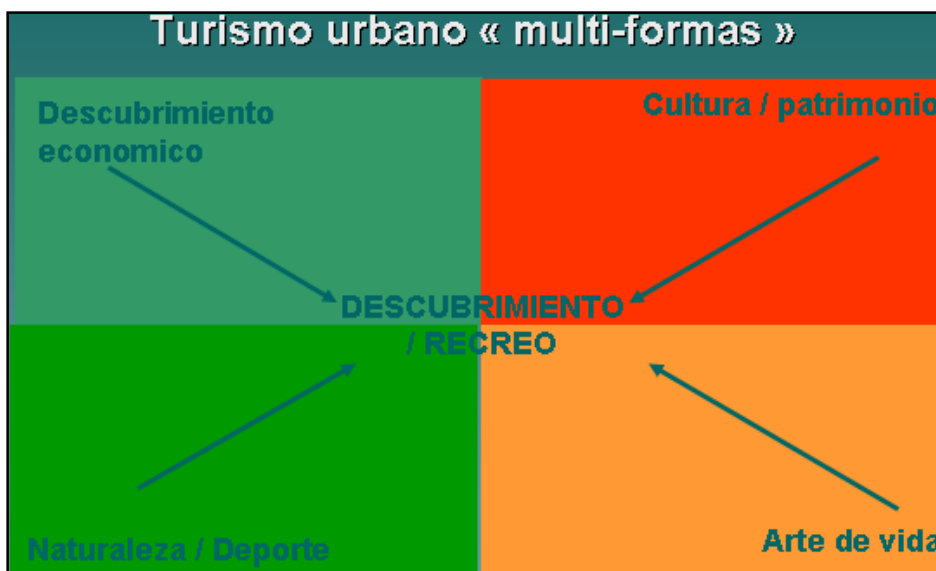 Turismo urbano « multi-formas »
Descubrimiento
economico
Cultura / patrimonio
DESCUBRIMIENTO
/ RECREO
Naturaleza / Deporte
Arte de vida